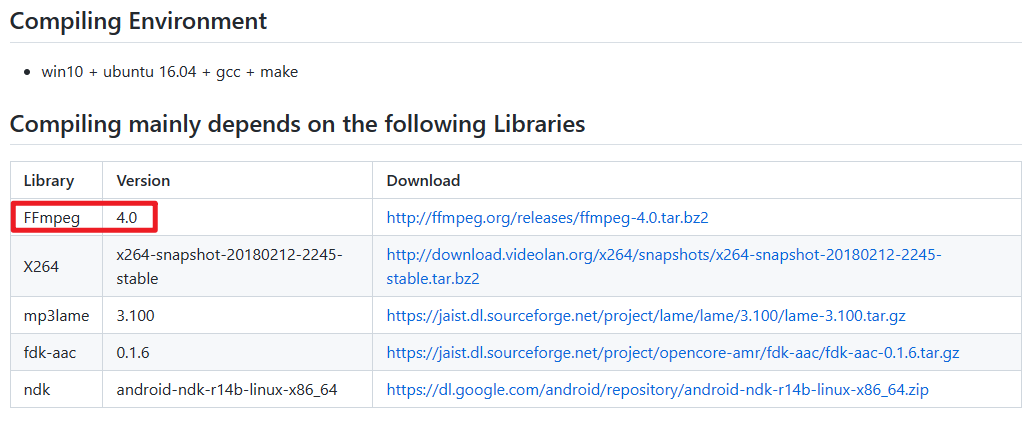 Compiling Environment
win10 + ubuntu 16.04 + gcc + make
Compiling mainly depends on the following Libraries
Library Version Download
FFmpeg 4.0 http://ffmpeg.org/releases/ffmpeg-4.0.tar.bz2
X264 x264-snapshot-20180212-2245- http://download.videolan.org/x264/snapshots/x264-snapshot-20180212-2245-
stable stable.tar.bz2
mp3lame 3.100 https://jaist.dl.sourceforge.net/project/lame/lame/3.100/lame-3.100.tar.gz
fdk-aac 0.1.6 https://jaist.dl.sourceforge.net/project/opencore-amr/fdk-aac/fdk-aac-0.1.6.tar.gz
ndk android-ndk-r14b-linux-x86_64 https://dl.google.com/android/repository/android-ndk-r14b-linux-x86_64.zip